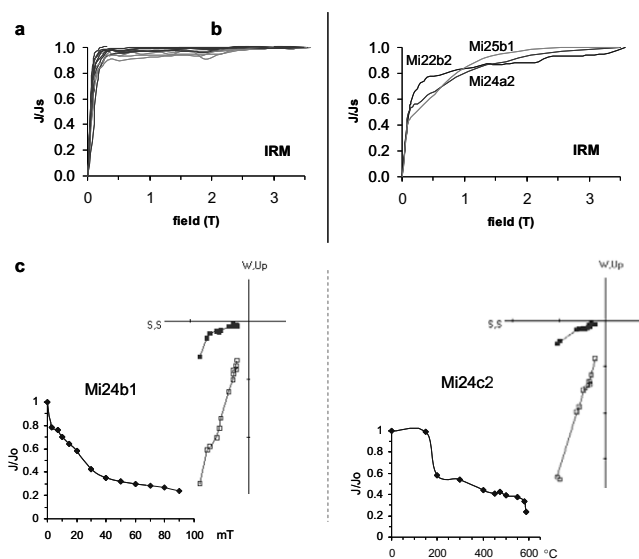 a
b
1.0
0.8
0.6
0.4
0.2
0.0
J/Js
IRM
0
1
2
3
field (T)
1.0
0.8
0.6
0.4
0.2
0.0
J/Js
Mi22b2
Mi25b1
Mi24a2
IRM
0
1
2
3
field (T)
c
W,Up
S,S
Mi24b1
1
0.8
0.6
0.4
0.2
0
J/Jo
0
20
40
60
80
100
mT
W,Up
S,S
Mi24c2
1
0.8
0.6
0.4
0.2
0
J/Jo
0
200
400
600
°C